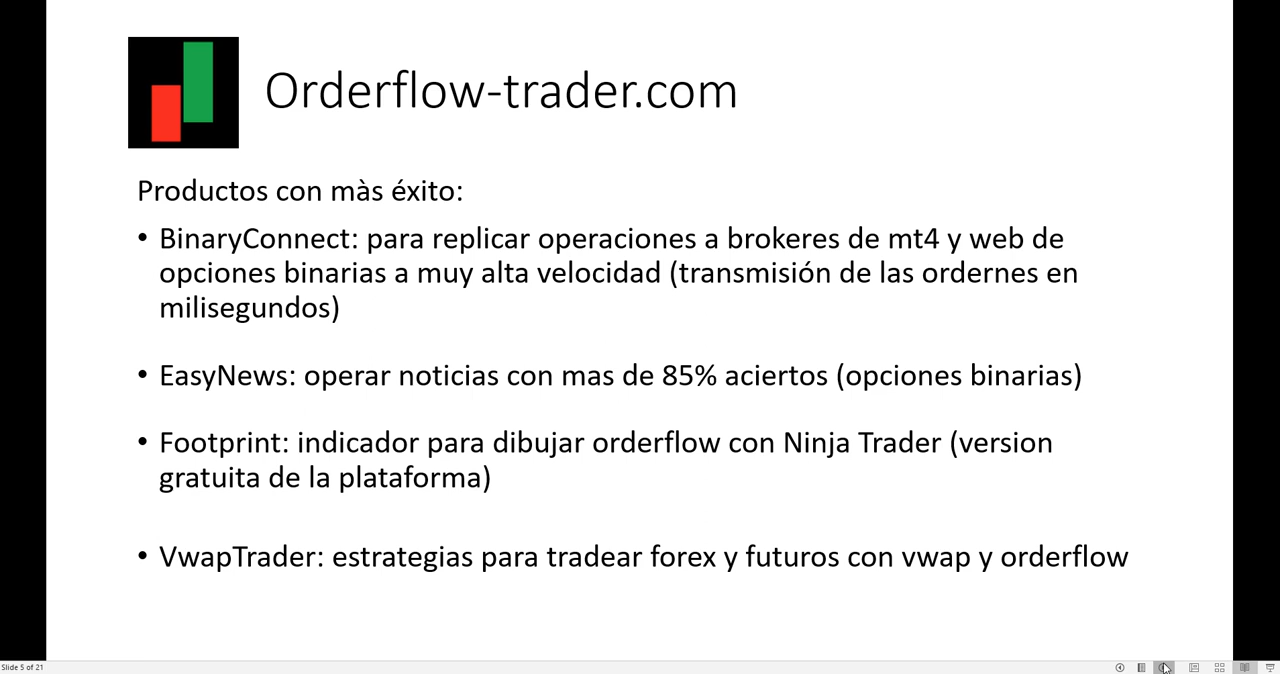 Orderflow-trader.com
Productos con màs éxito:
• BinaryConnect: para replicar operaciones a brokeres de mt4 y web de
opciones binarias a muy alta velocidad (transmisión de las ordernes en
milisegundos)
• EasyNews: operar noticias con mas de 85% aciertos (opciones binarias)
• Footprint: indicador para dibujar orderflow con Ninja Trader (version
gratuita de la plataforma)
• VwapTrader: estrategias para tradear forex y futuros con vwap y orderflow
Slide 5 of 21